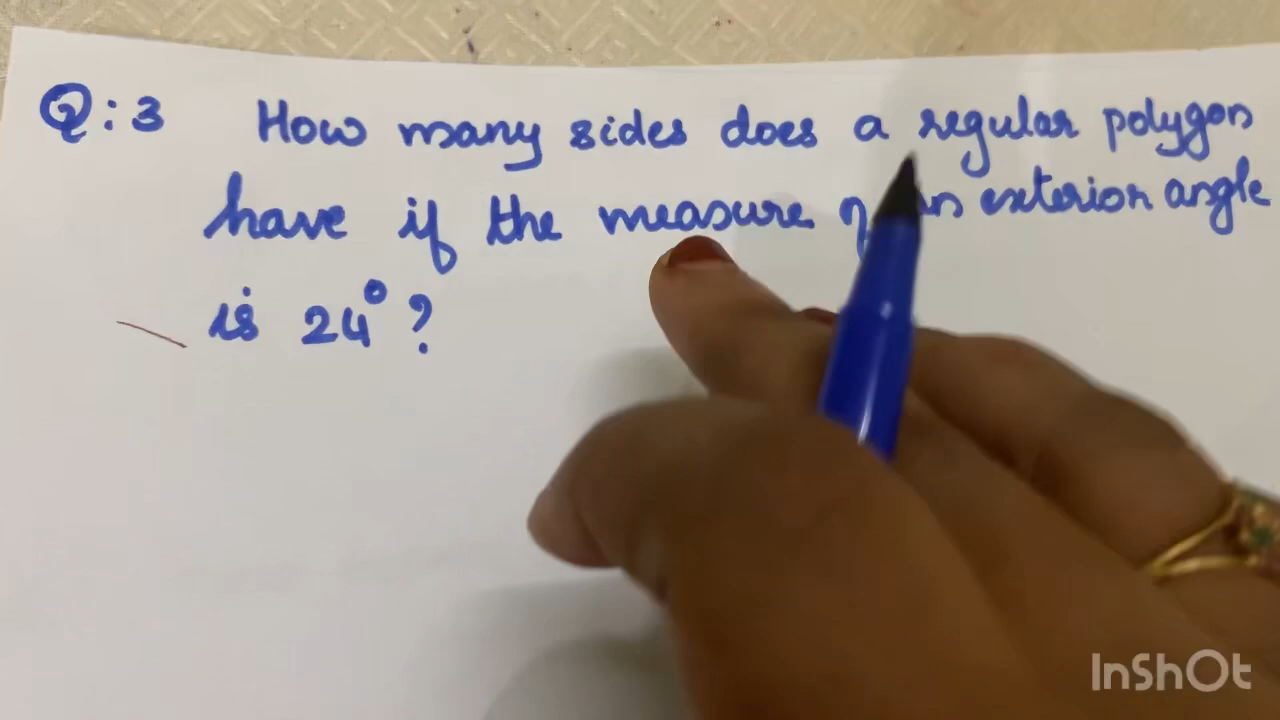 Q: 3 How many sides does a regular polygon
have if the measure exterior angle
is 24° ?
InShOt